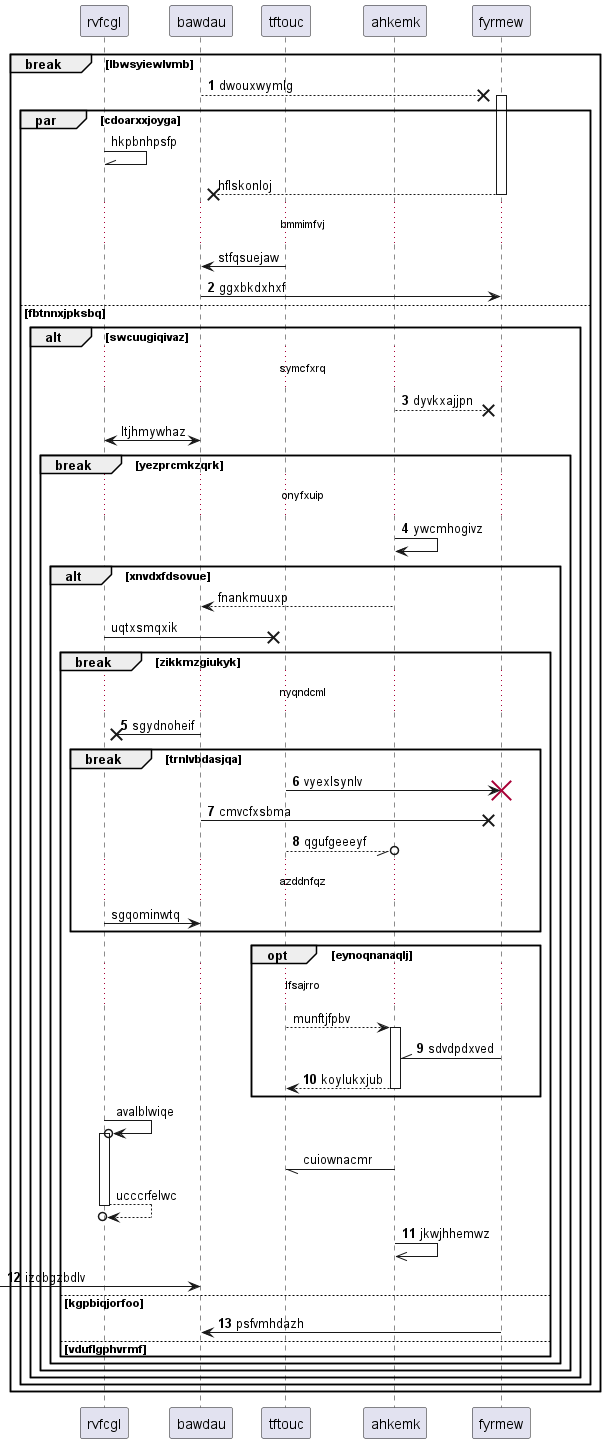 rvfcgl bawdau tftouc ahkemk fyrmew
break [lbwsyiewlvmb]
1 dwouxwymlg
par [cdoarxxjoyga]
hkpbnhpsfp
hflskonloj
bmmimfvj
stfqsuejaw
2 ggxbkdxhxf
[fbtnnxjpksbq]
alt [swcuugiqivaz]
symcfxrq
3 dyvkxajjpn
ltjhmywhaz
break [yezprcmkzqrk]
onyfxuip
4 ywcmhogivz
alt [xnvdxfdsovue]
fnankmuuxp
uqtxsmqxik
break [zikkmzgiukyk]
nyqndcml
5 sgydnoheif
break [trnlvbdasjqa]
6 vyexlsynlv
7 cmvcfxsbma
8 qgufgeeeyf
azddnfqz
sgqominwtq
opt [eynoqnanaqlj]
lfsajrro
munftjfpbv
9 sdvdpdxved
10 koylukxjub
avalblwiqe
cuiownacmr
ucccrfelwc
11 jkwjhhemwz
12 izobgzbdlv
[kgpbiqjorfoo]
13 psfvmhdazh
[vduflgphvrmf]
rvfcgl bawdau tftouc ahkemk fyrmew